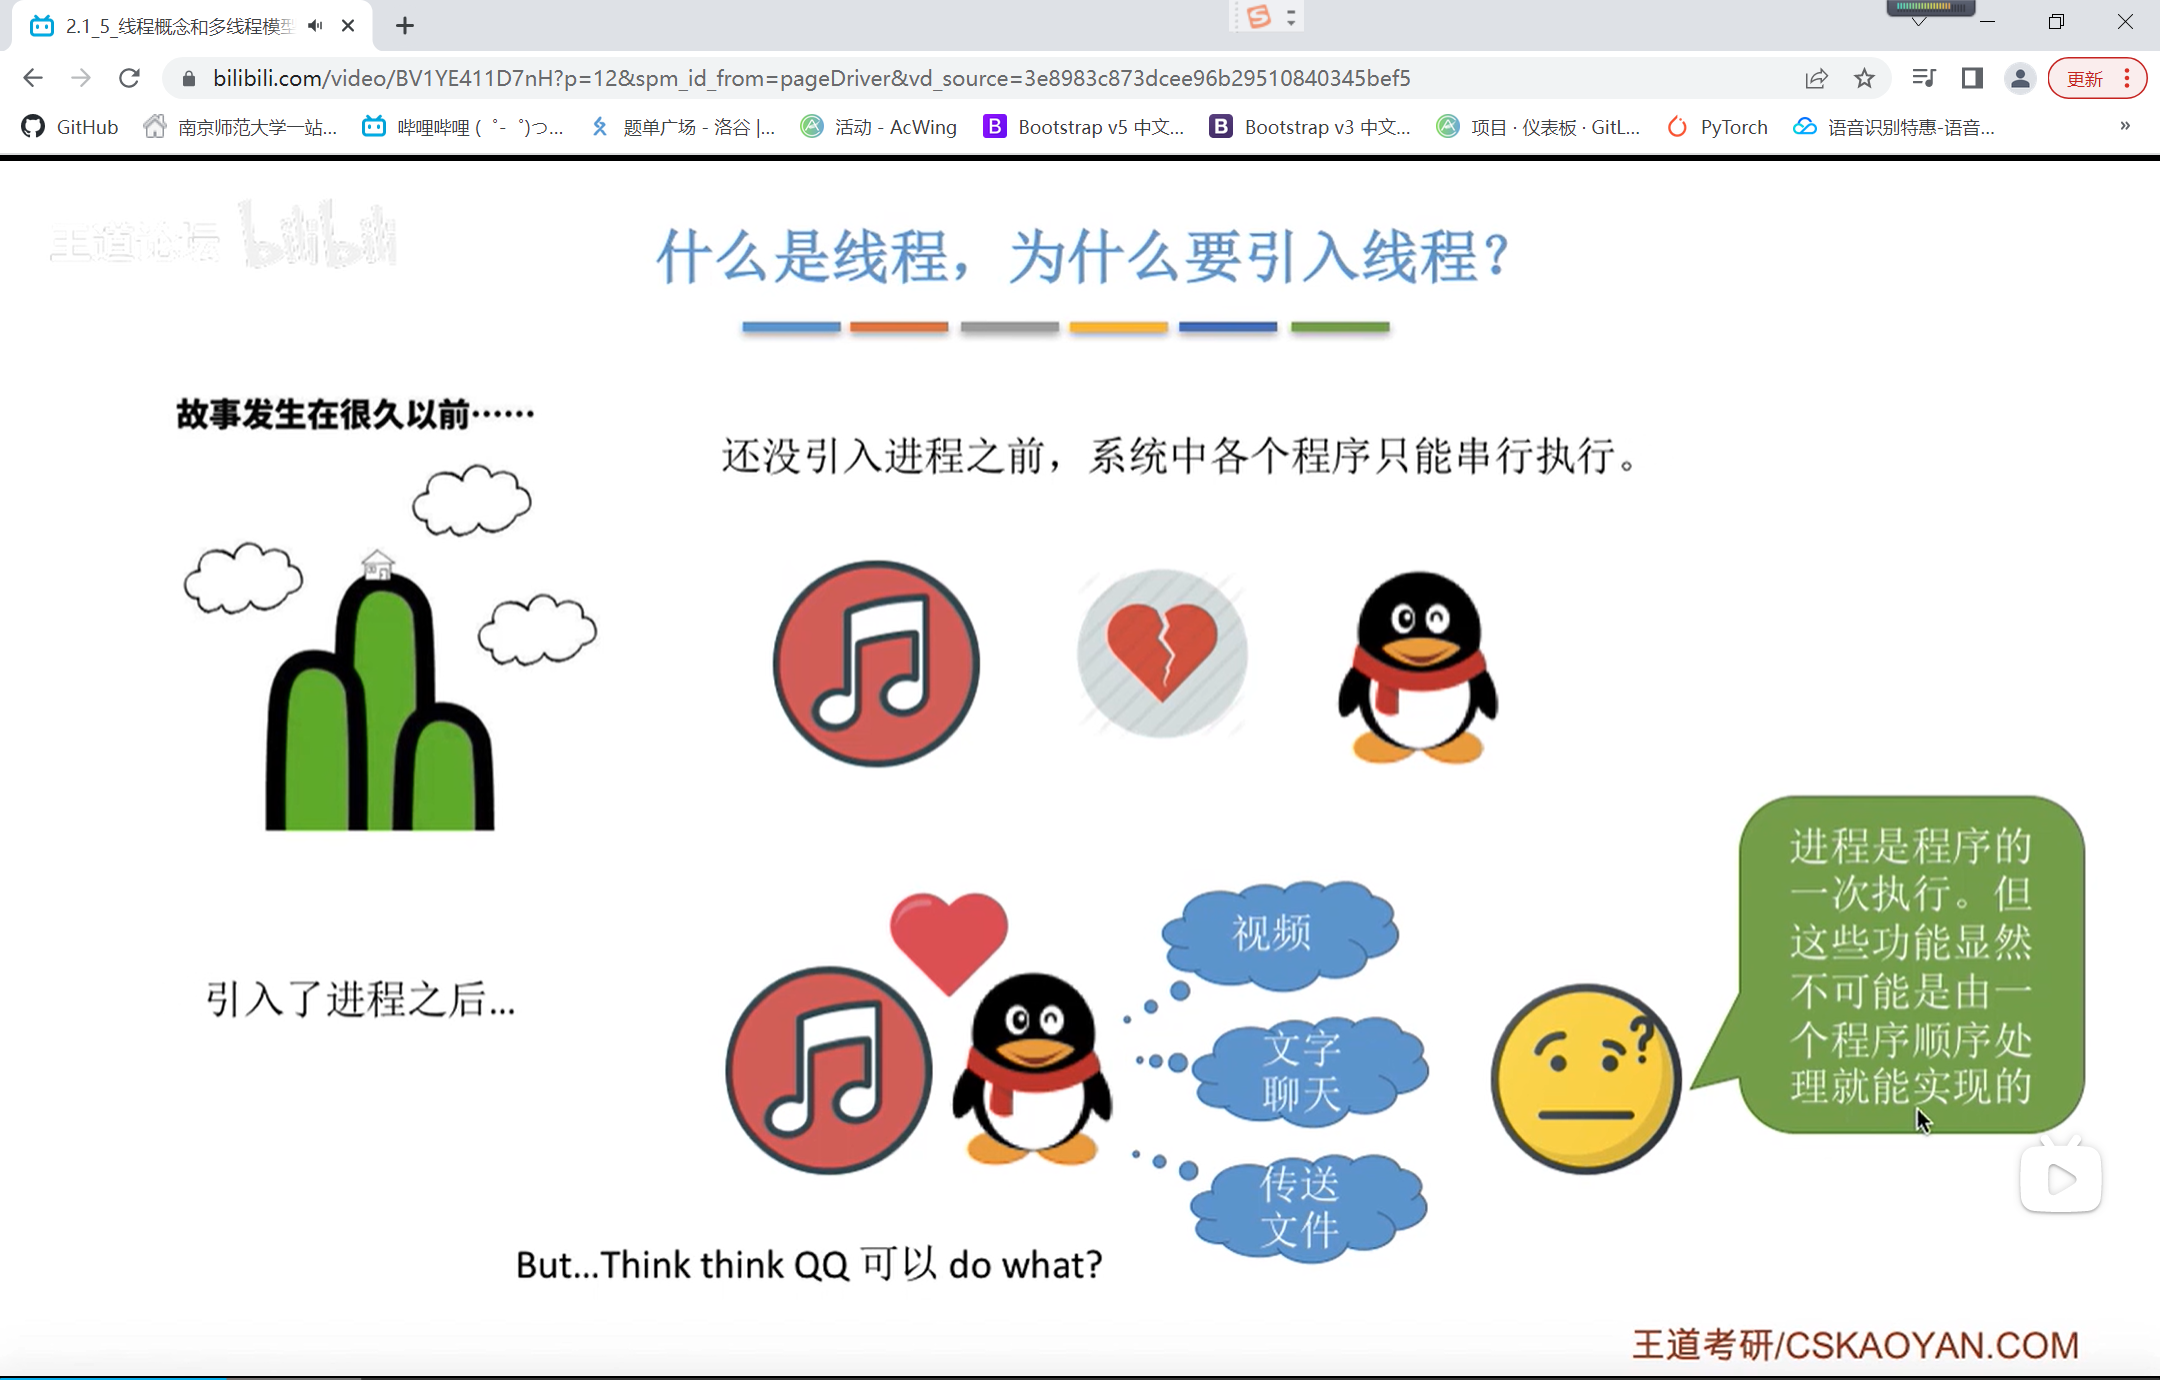 2.1_5_线程概念和多线程模型
bilibili.com/video/BV1YE411D7nH?p=12&spm_id_from=pageDriver&vd_source=3e8983c873dcee96b29510840345bef5
更新
GitHub 南京师范大学一站... 哔哩哔哩 ( ゜- ゜)つ... 题单广场 - 洛谷 |... 活动 - AcWing Bootstrap v5 中文... Bootstrap v3 中文... 项目 · 仪表板 · GitL... PyTorch 语音识别特惠-语音... »
王道论坛 bilibili
什么是线程，为什么要引入线程？
故事发生在很久以前……
还没引入进程之前，系统中各个程序只能串行执行。
引入了进程之后...
视频
文字
聊天
传送
文件
进程是程序的
一次执行。但
这些功能显然
不可能是由一
个程序顺序处
理就能实现的
But...Think think QQ 可以 do what?
王道考研/CSKAOYAN.COM